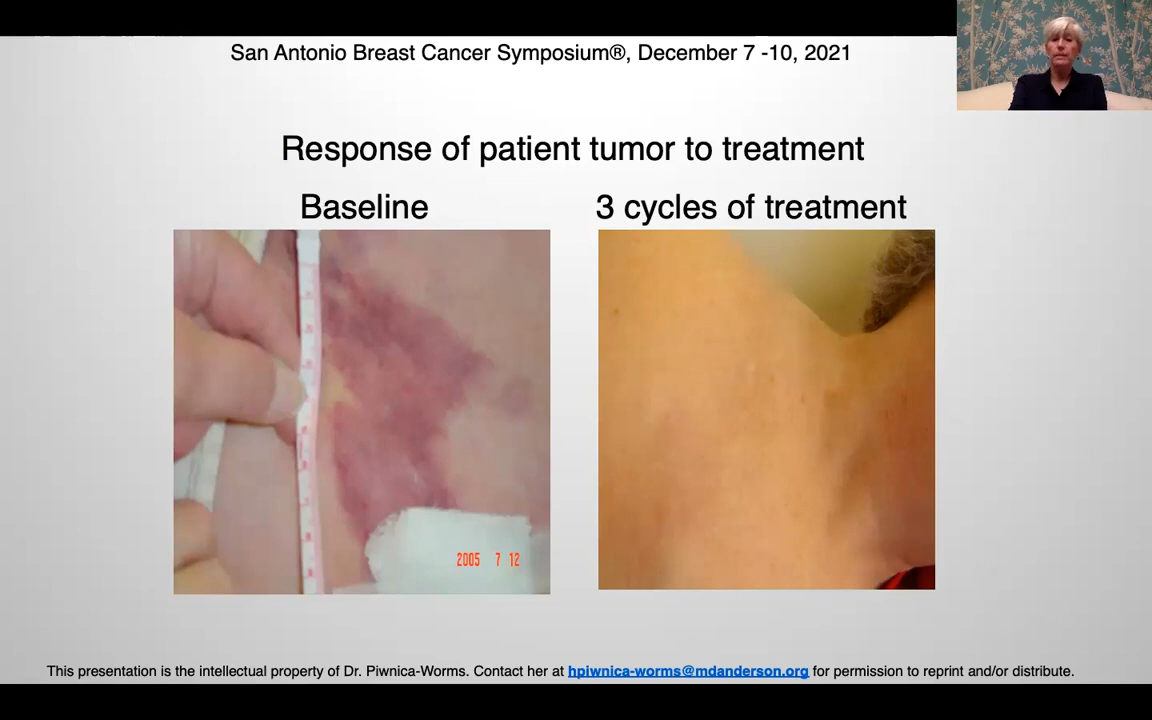 San Antonio Breast Cancer Symposium®, December 7 -10, 2021
Response of patient tumor to treatment
Baseline
3 cycles of treatment
2005 7 12
This presentation is the intellectual property of Dr. Piwnica-Worms. Contact her at hpiwnica-worms@mdanderson.org for permission to reprint and/or distribute.